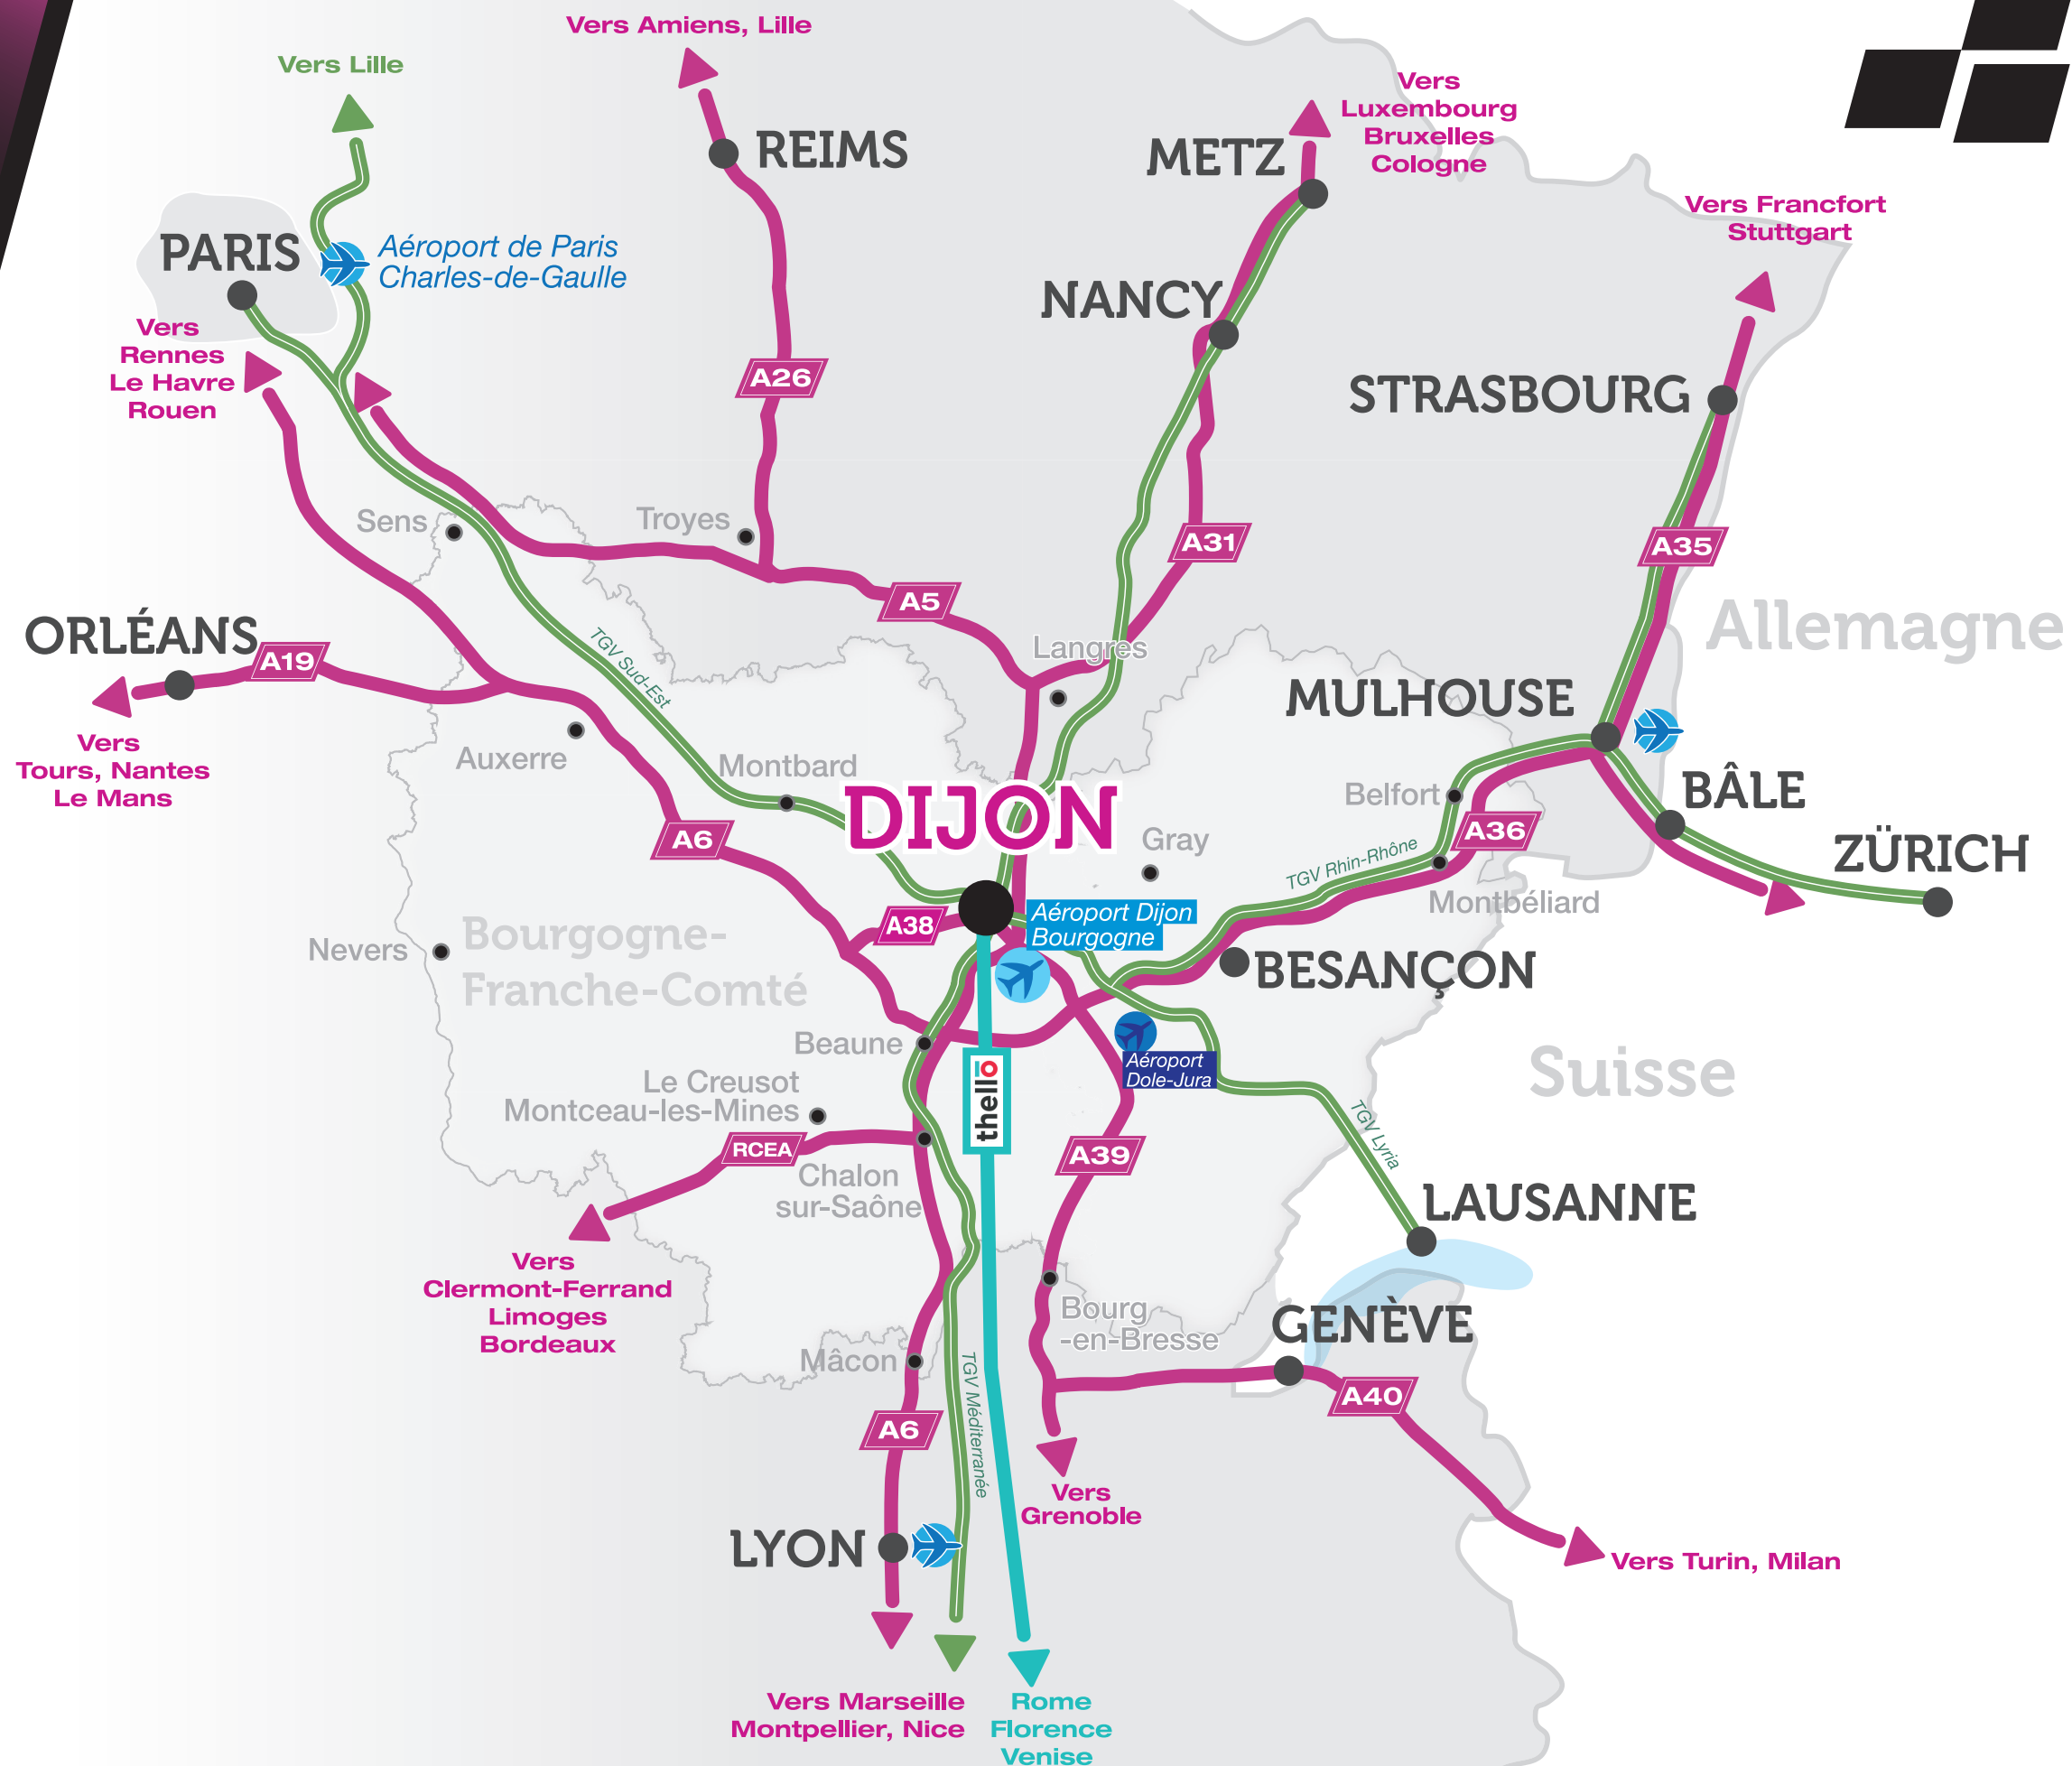 Vers Amiens, Lille
Vers Lille
Vers
Luxembourg
Bruxelles
Cologne
REIMS
METZ
Vers Francfort
Stuttgart
PARIS
Aéroport de Paris
Charles-de-Gaulle
NANCY
Vers
Rennes
Le Havre
Rouen
A26
STRASBOURG
Sens
Troyes
A31
A35
A5
Allemagne
ORLÉANS
A19
TGV Sud-Est
Langres
MULHOUSE
Vers
Tours, Nantes
Le Mans
Auxerre
Montbard
Belfort
BÂLE
DIJON
A6
Gray
A36
ZÜRICH
TGV Rhin-Rhône
Montbéliard
A38
Aéroport Dijon
Bourgogne
Nevers
Bourgogne-
Franche-Comté
BESANÇON
Beaune
Aéroport
Dole-Jura
Suisse
Le Creusot
Montceau-les-Mines
thello
TGV Lyria
RCEA
A39
Chalon
sur-Saône
LAUSANNE
Vers
Clermont-Ferrand
Limoges
Bordeaux
Bourg
-en-Bresse
GENÈVE
Mâcon
TGV Méditerranée
A40
A6
Vers
Grenoble
LYON
Vers Turin, Milan
Vers Marseille
Montpellier, Nice
Rome
Florence
Venise